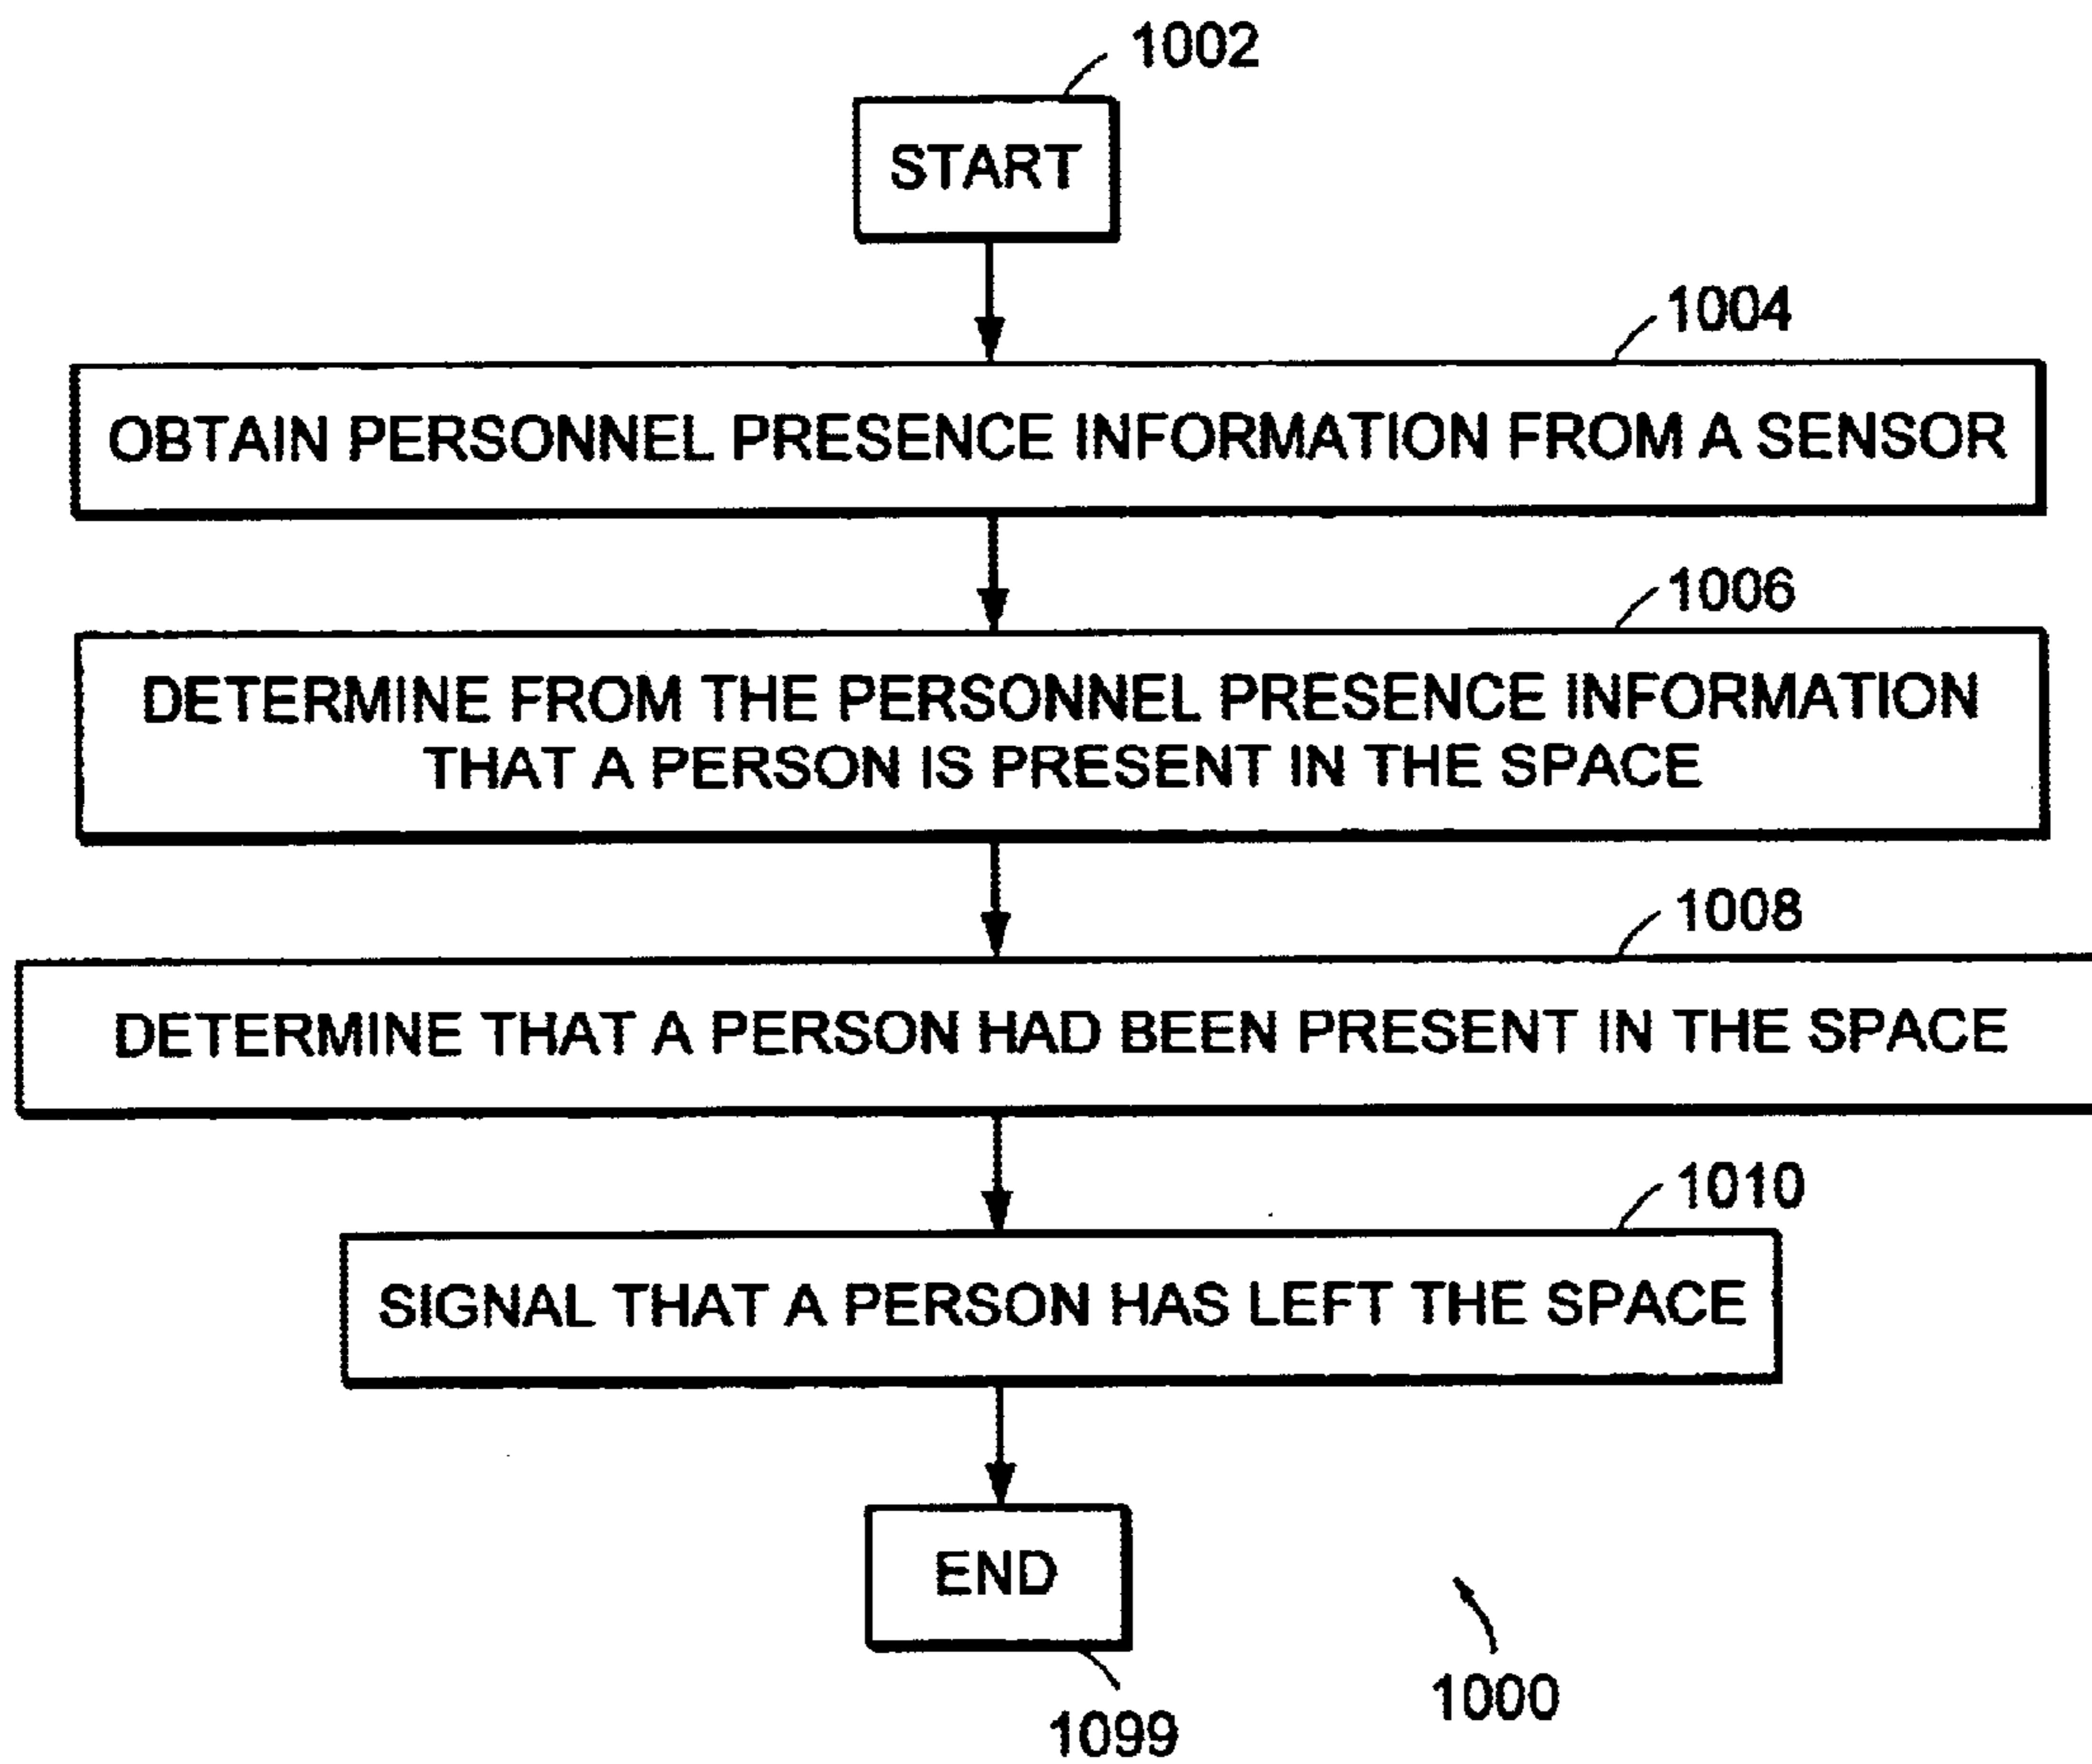 1002
START
1004
OBTAIN PERSONNEL PRESENCE INFORMATION FROM A SENSOR
1006
DETERMINE FROM THE PERSONNEL PRESENCE INFORMATION
THAT A PERSON IS PRESENT IN THE SPACE
1008
DETERMINE THAT A PERSON HAD BEEN PRESENT IN THE SPACE
1010
SIGNAL THAT A PERSON HAS LEFT THE SPACE
END
1000
1099